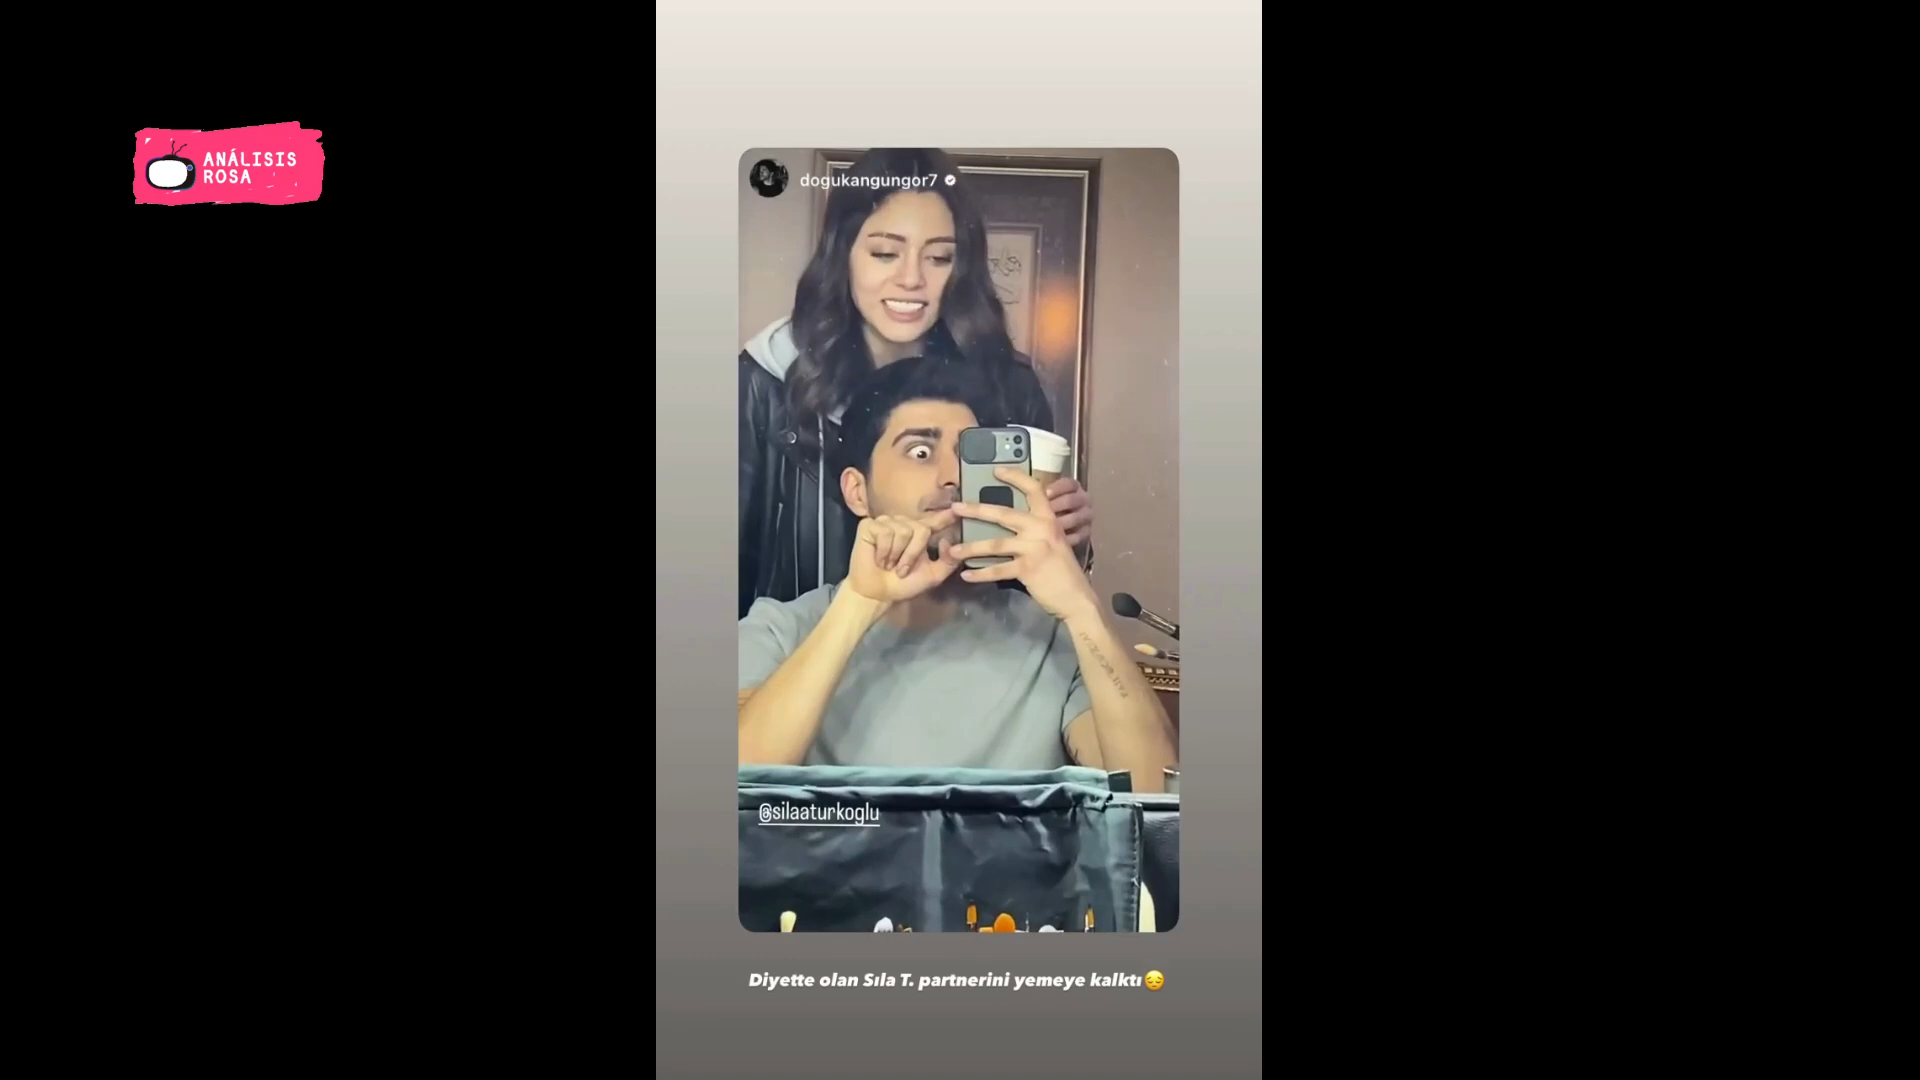 ANÁLISIS
ROSA
dogukangungor7
@silaaturkoglu
Diyette olan Sıla T. partnerini yemeye kalktı😔